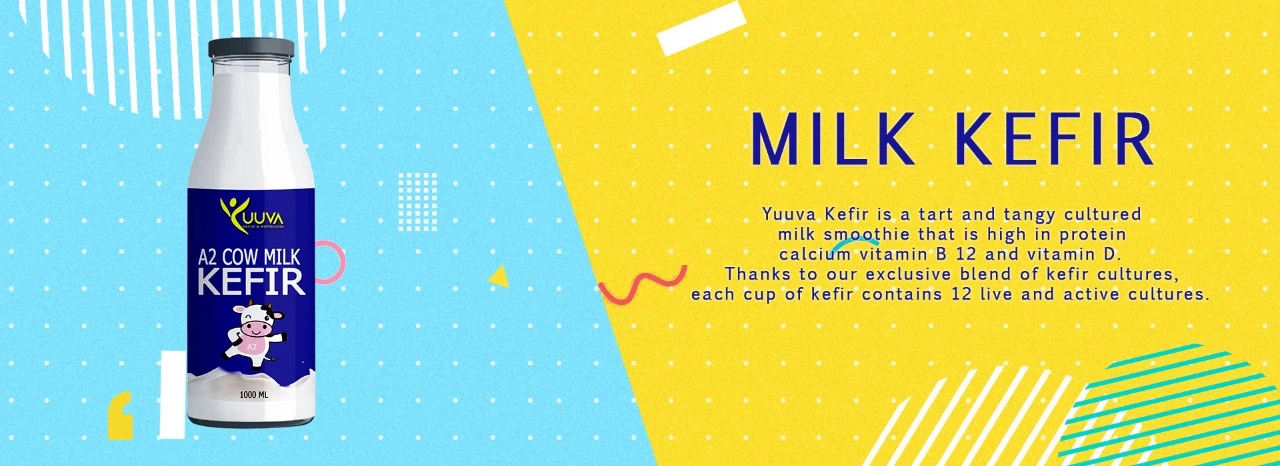 YUUVA
KEFIR & KOMBUCHA
A2 COW MILK
KEFIR
A2
1000 ML
MILK KEFIR
Yuuva Kefir is a tart and tangy cultured
milk smoothie that is high in protein
calcium vitamin B 12 and vitamin D.
Thanks to our exclusive blend of kefir cultures,
each cup of kefir contains 12 live and active cultures.